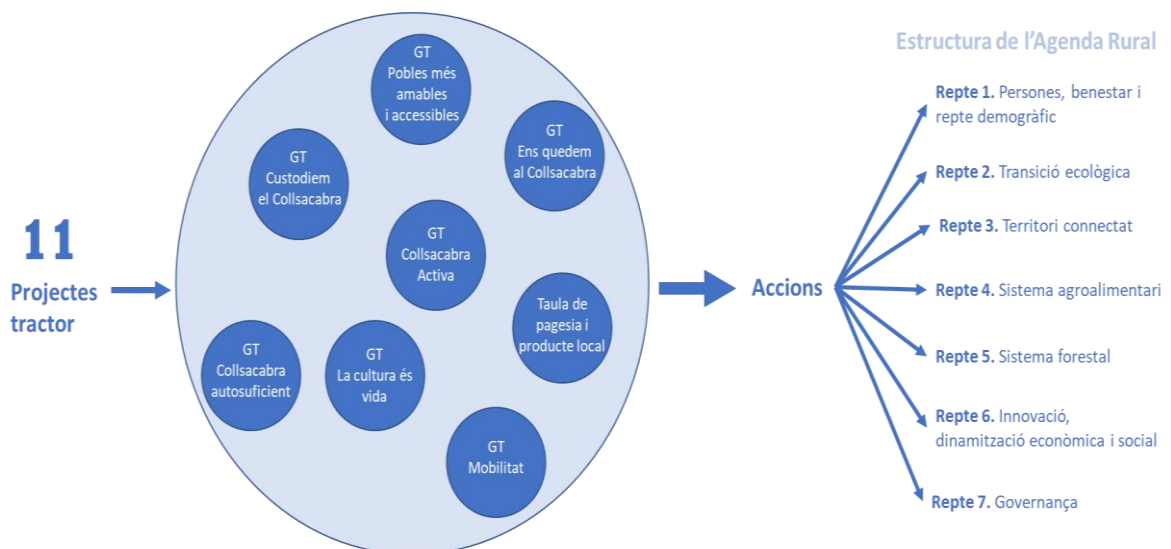 11
Projectes
tractor
GT
Pobles més
amables
i accessibles
GT
Ens quedem
al Collsacabra
GT
Custodiem
el Collsacabra
GT
Collsacabra
Activa
Taula de
pagesia i
producte local
GT
Collsacabra
autosuficient
GT
La cultura és
vida
GT
Mobilitat
Accions
Estructura de l'Agenda Rural
Repte 1. Persones, benestar i
repte demogràfic
Repte 2. Transició ecològica
Repte 3. Territori connectat
Repte 4. Sistema agroalimentari
Repte 5. Sistema forestal
Repte 6. Innovació,
dinamització econòmica i social
Repte 7. Governança